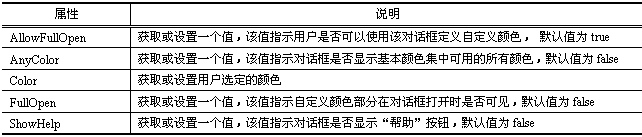 属性 说明
AllowFullOpen 获取或设置一个值，该值指示用户是否可以使用该对话框定义自定义颜色， 默认值为 true
AnyColor 获取或设置一个值，该值指示对话框是否显示基本颜色集中可用的所有颜色，默认值为 false
Color 获取或设置用户选定的颜色
FullOpen 获取或设置一个值，该值指示自定义颜色部分在对话框打开时是否可见，默认值为 false
ShowHelp 获取或设置一个值，该值指示对话框是否显示“帮助”按钮，默认值为 false